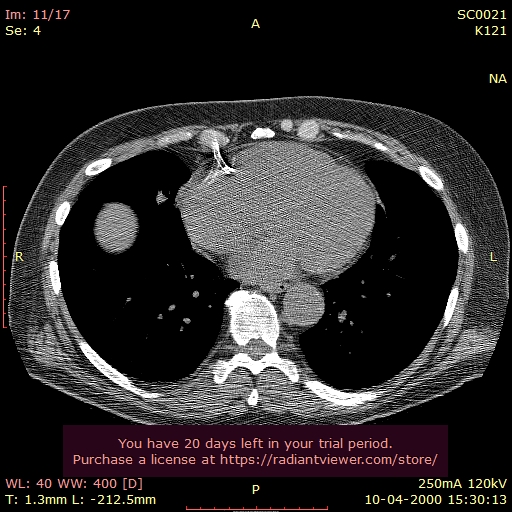 Im: 11/17
Se: 4
A
SC0021
K121
NA
R
L
You have 20 days left in your trial period.
Purchase a license at https://radiantviewer.com/store/
WL: 40 WW: 400 [D]
T: 1.3mm L: -212.5mm
P
250mA 120kV
10-04-2000 15:30:13